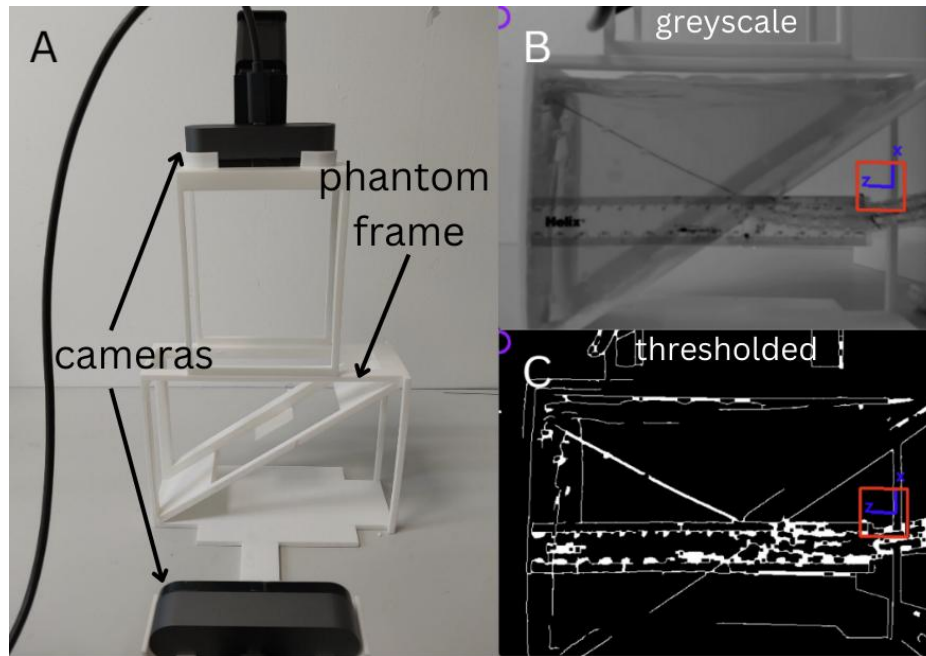 A
cameras
phantom
frame
B
greyscale
x
z
Helix
C
thresholded
x
z